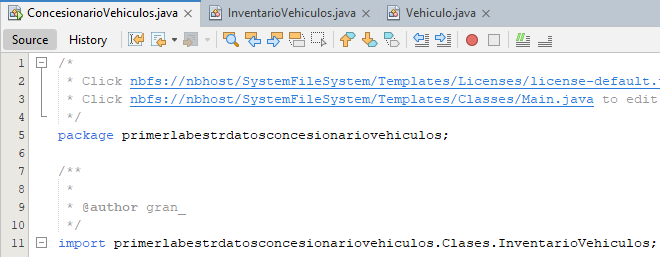 ConcesionarioVehiculos.java InventarioVehiculos.java Vehiculo.java
Source History
1 /*
2 * Click nbfs://nbhost/SystemFileSystem/Templates/Licenses/license-default.
3 * Click nbfs://nbhost/SystemFileSystem/Templates/Classes/Main.java to edit
4 */
5 package primerlabestrdatosconcesionariovehiculos;
6
7 /**
8 *
9 * @author gran_
10 */
11 import primerlabestrdatosconcesionariovehiculos.Clases.InventarioVehiculos;